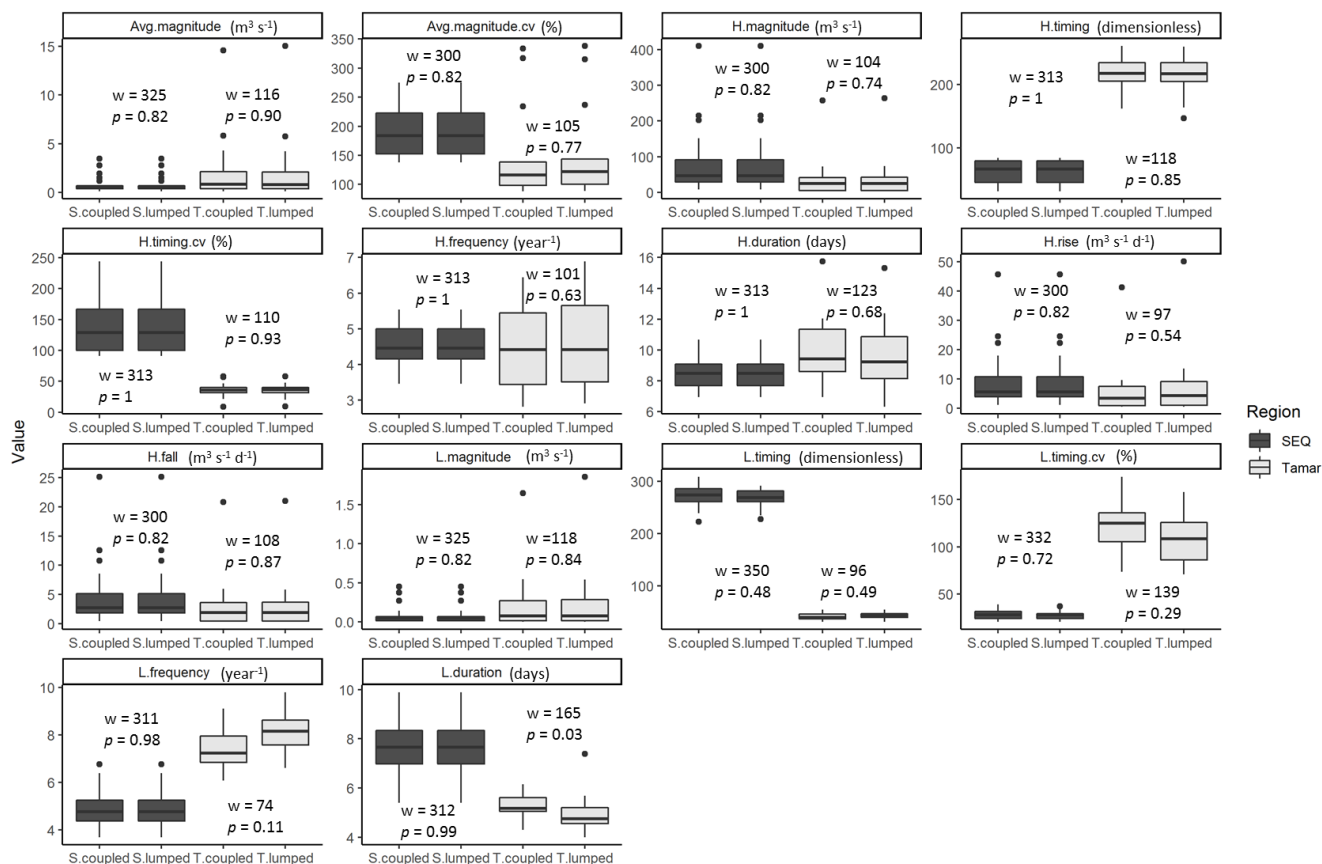 Avg.magnitude (m³ s⁻¹)
15
10
5
0
w = 325
p = 0.82
w = 116
p = 0.90
S.coupled S.lumped T.coupled T.lumped
Avg.magnitude.cv (%)
350
300
250
200
150
100
w = 300
p = 0.82
w = 105
p = 0.77
S.coupled S.lumped T.coupled T.lumped
H.magnitude (m³ s⁻¹)
400
300
200
100
0
w = 300
p = 0.82
w = 104
p = 0.74
S.coupled S.lumped T.coupled T.lumped
H.timing (dimensionless)
200
100
w = 313
p = 1
w =118
p = 0.85
S.coupled S.lumped T.coupled T.lumped
H.timing.cv (%)
250
200
150
100
50
0
w = 313
p = 1
w = 110
p = 0.93
S.coupled S.lumped T.coupled T.lumped
H.frequency (year⁻¹)
7
6
5
4
3
w = 313
p = 1
w = 101
p = 0.63
S.coupled S.lumped T.coupled T.lumped
H.duration (days)
16
14
12
10
8
6
w = 313
p = 1
w =123
p = 0.68
S.coupled S.lumped T.coupled T.lumped
H.rise (m³ s⁻¹ d⁻¹)
50
40
30
20
10
0
w = 300
p = 0.82
w = 97
p = 0.54
S.coupled S.lumped T.coupled T.lumped
Value
Region
SEQ
Tamar
H.fall (m³ s⁻¹ d⁻¹)
25
20
15
10
5
0
w = 300
p = 0.82
w = 108
p = 0.87
S.coupled S.lumped T.coupled T.lumped
L.magnitude (m³ s⁻¹)
1.5
1.0
0.5
0.0
w = 325
p = 0.82
w =118
p = 0.84
S.coupled S.lumped T.coupled T.lumped
L.timing (dimensionless)
300
200
100
w = 350
p = 0.48
w = 96
p = 0.49
S.coupled S.lumped T.coupled T.lumped
L.timing.cv (%)
150
100
50
w = 332
p = 0.72
w = 139
p = 0.29
S.coupled S.lumped T.coupled T.lumped
L.frequency (year⁻¹)
10
8
6
4
w = 311
p = 0.98
w = 74
p = 0.11
S.coupled S.lumped T.coupled T.lumped
L.duration (days)
10
8
6
4
w = 312
p = 0.99
w = 165
p = 0.03
S.coupled S.lumped T.coupled T.lumped